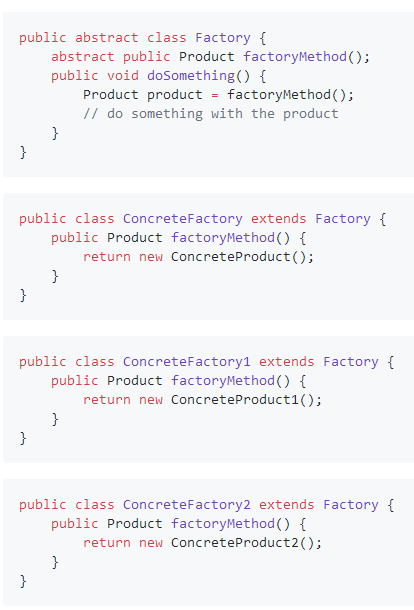 public abstract class Factory {
    abstract public Product factoryMethod();
    public void doSomething() {
        Product product = factoryMethod();
        // do something with the product
    }
}
public class ConcreteFactory extends Factory {
    public Product factoryMethod() {
        return new ConcreteProduct();
    }
}
public class ConcreteFactory1 extends Factory {
    public Product factoryMethod() {
        return new ConcreteProduct1();
    }
}
public class ConcreteFactory2 extends Factory {
    public Product factoryMethod() {
        return new ConcreteProduct2();
    }
}